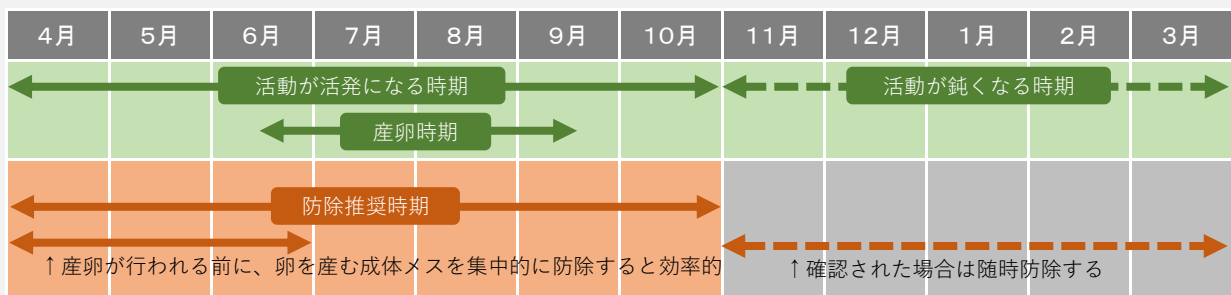 4月 5月 6月 7月 8月 9月 10月 11月 12月 1月 2月 3月
活動が活発になる時期 活動が鈍くなる時期
産卵時期
防除推奨時期
↑産卵が行われる前に、卵を産む成体メスを集中的に防除すると効率的 ↑確認された場合は随時防除する